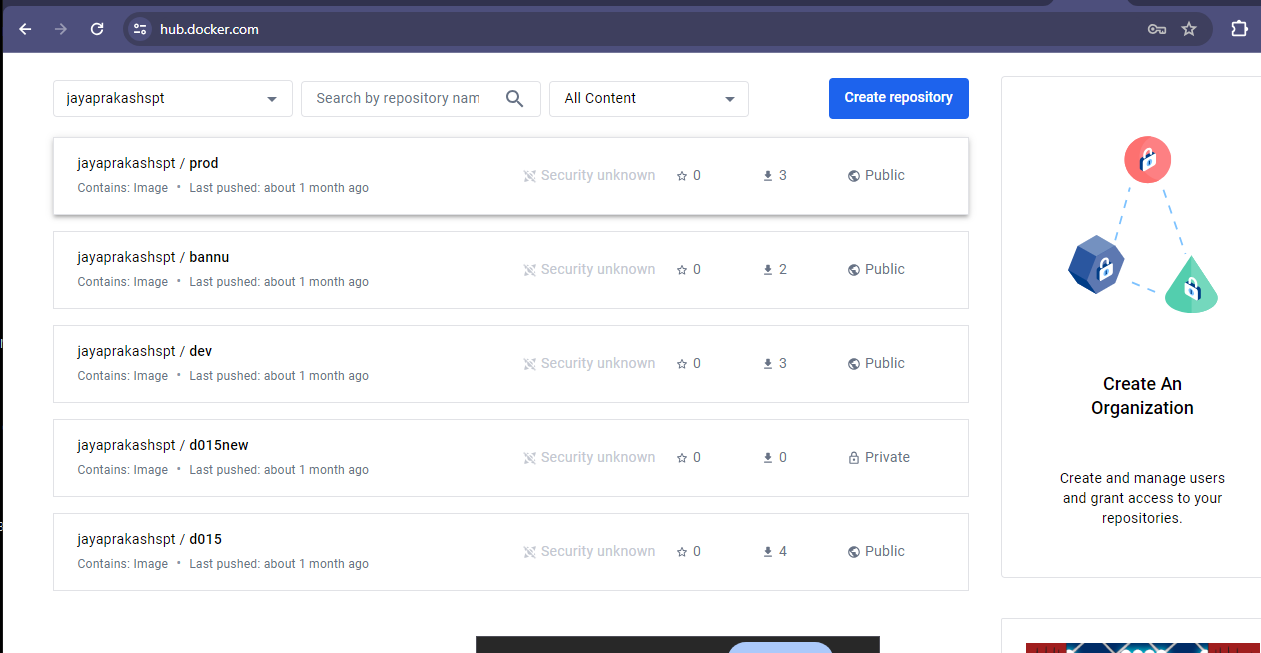 hub.docker.com
jayaprakashspt
Search by repository nam
All Content
Create repository
jayaprakashspt / prod
Contains: Image • Last pushed: about 1 month ago
Security unknown
0
3
Public
jayaprakashspt / bannu
Contains: Image • Last pushed: about 1 month ago
Security unknown
0
2
Public
jayaprakashspt / dev
Contains: Image • Last pushed: about 1 month ago
Security unknown
0
3
Public
jayaprakashspt / d015new
Contains: Image • Last pushed: about 1 month ago
Security unknown
0
0
Private
jayaprakashspt / d015
Contains: Image • Last pushed: about 1 month ago
Security unknown
0
4
Public
Create An
Organization
Create and manage users
and grant access to your
repositories.